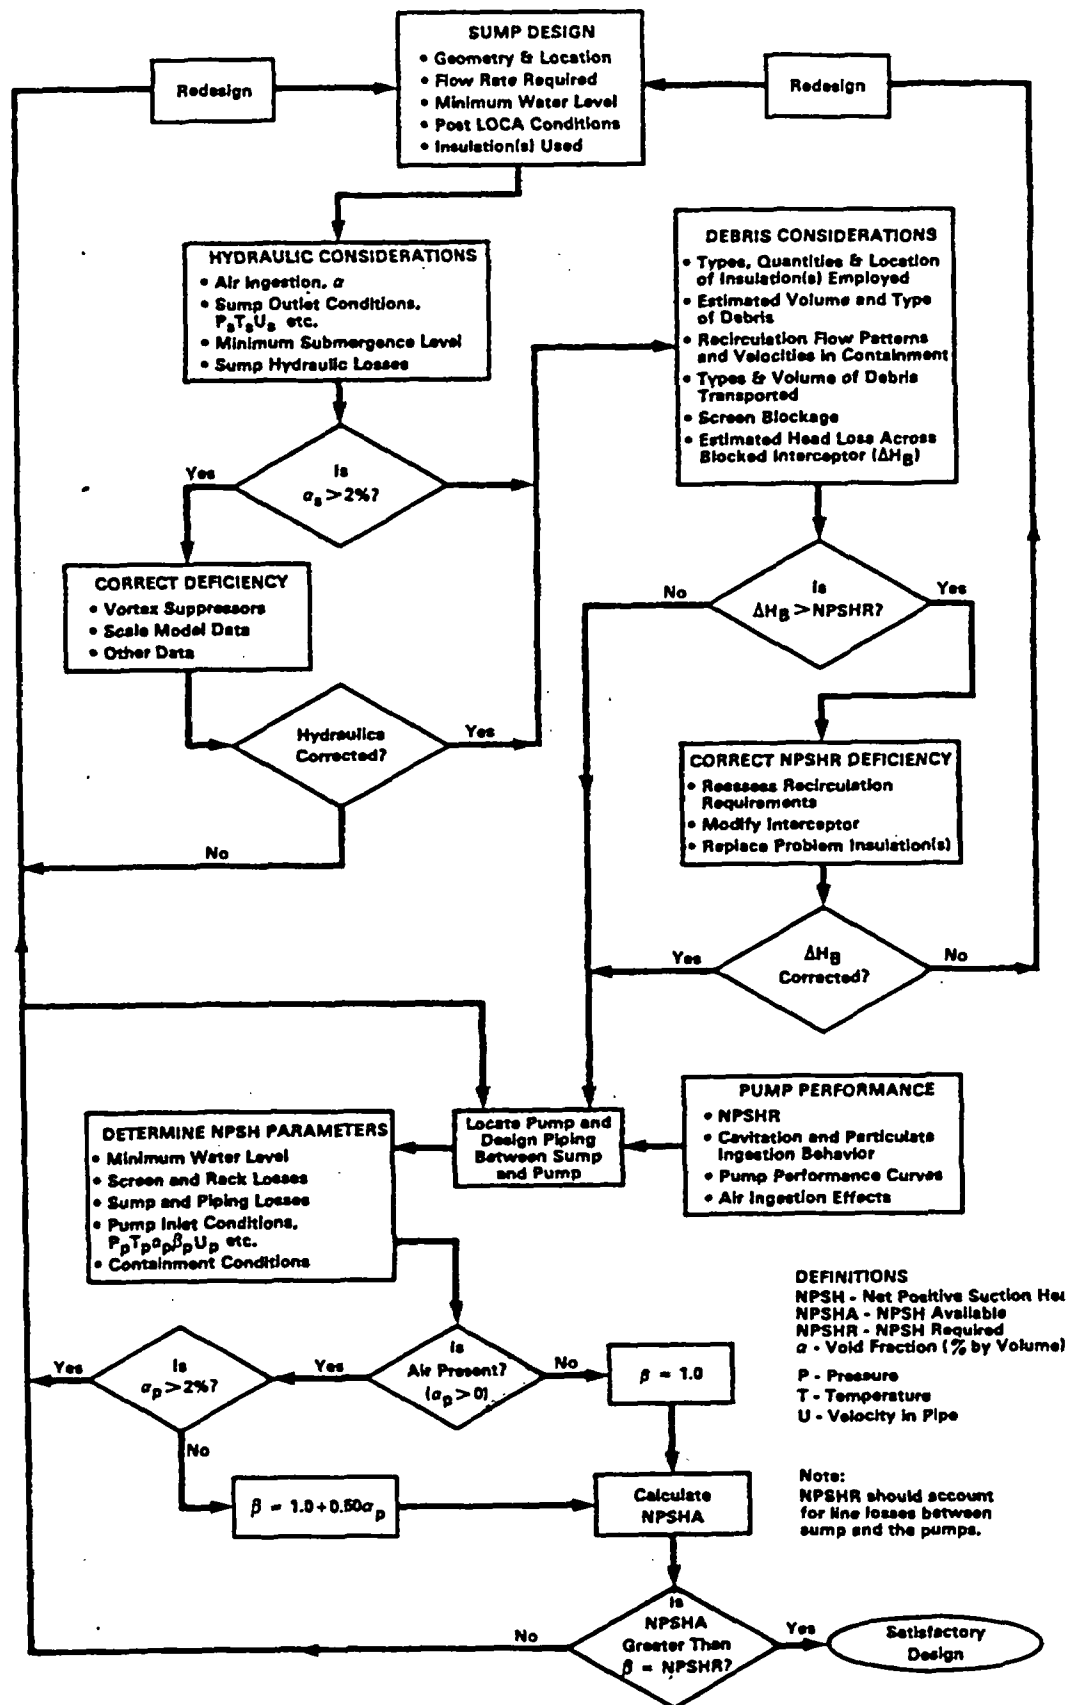 SUMP DESIGN
• Geometry & Location
• Flow Rate Required
• Minimum Water Level
• Post LOCA Conditions
• Insulation(s) Used
Redesign
Redesign
HYDRAULIC CONSIDERATIONS
• Air Ingestion, α
• Sump Outlet Conditions,
PₛTₛUₛ etc.
• Minimum Submergence Level
• Sump Hydraulic Losses
DEBRIS CONSIDERATIONS
• Types, Quantities & Location
of Insulation(s) Employed
• Estimated Volume and Type
of Debris
• Recirculation Flow Patterns
and Velocities in Containment
• Types & Volume of Debris
Transported
• Screen Blockage
• Estimated Head Loss Across
Blocked Interceptor (ΔH_B)
Yes
Is
αₛ > 2%?
CORRECT DEFICIENCY
• Vortex Suppressors
• Scale Model Data
• Other Data
No
Is
ΔH_B > NPSHR?
Yes
Hydraulics
Corrected?
Yes
No
CORRECT NPSHR DEFICIENCY
• Reassess Recirculation
Requirements
• Modify Interceptor
• Replace Problem Insulation(s)
Yes
ΔH_B
Corrected?
No
PUMP PERFORMANCE
• NPSHR
• Cavitation and Particulate
Ingestion Behavior
• Pump Performance Curves
• Air Ingestion Effects
Locate Pump and
Design Piping
Between Sump
and Pump
DETERMINE NPSH PARAMETERS
• Minimum Water Level
• Screen and Rack Losses
• Sump and Piping Losses
• Pump Inlet Conditions,
PₚTₚαₚβₚUₚ etc.
• Containment Conditions
DEFINITIONS
NPSH - Net Positive Suction Hea
NPSHA - NPSH Available
NPSHR - NPSH Required
α - Void Fraction (% by Volume)
P - Pressure
T - Temperature
U - Velocity in Pipe
Yes
Is
αₚ > 2%?
Yes
Is
Air Present?
(αₚ > 0)
No
β = 1.0
No
β = 1.0 + 0.50αₚ
Calculate
NPSHA
Note:
NPSHR should account
for line losses between
sump and the pumps.
No
Is
NPSHA
Greater Than
β = NPSHR?
Yes
Satisfactory
Design